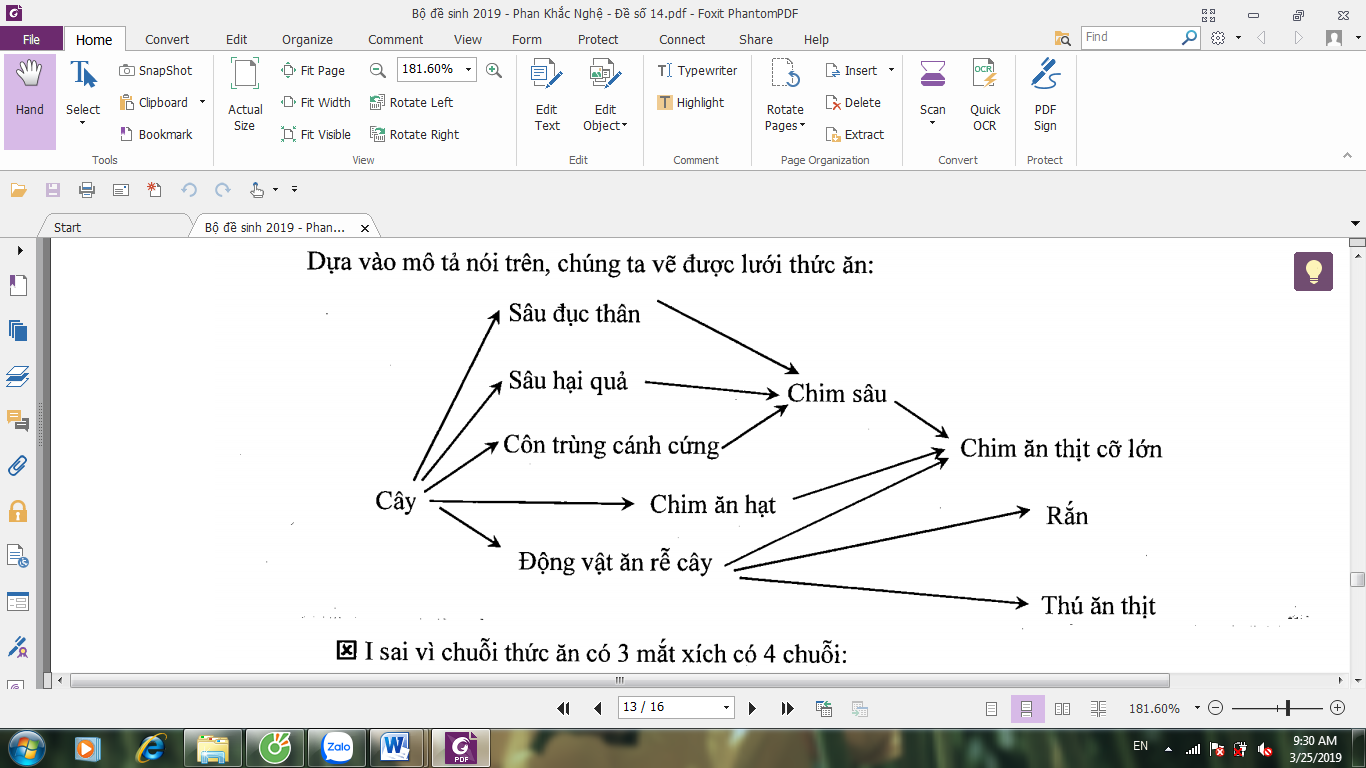 Bộ đề sinh 2019 - Phan Khắc Nghệ - Đề số 14.pdf - Foxit PhantomPDF
File Home Convert Edit Organize Comment View Form Protect Connect Share Help Find
Hand
Select
SnapShot
Clipboard
Bookmark
Tools
Actual Size
Fit Page
Fit Width
Fit Visible
181.60%
Rotate Left
Rotate Right
View
Edit Text
Edit Object
Edit
Typewriter
Highlight
Comment
Rotate Pages
Insert
Delete
Extract
Page Organization
Scan
Quick OCR
OCR
Convert
PDF Sign
Protect
Start
Bộ đề sinh 2019 - Phan...
Dựa vào mô tả nói trên, chúng ta vẽ được lưới thức ăn:
Sâu đục thân
Sâu hại quả
Chim sâu
Côn trùng cánh cứng
Chim ăn thịt cỡ lớn
Cây
Chim ăn hạt
Rắn
Động vật ăn rễ cây
Thú ăn thịt
I sai vì chuỗi thức ăn có 3 mắt xích có 4 chuỗi:
13 / 16
181.60%
Zalo
W
PDF
EN
9:30 AM
3/25/2019